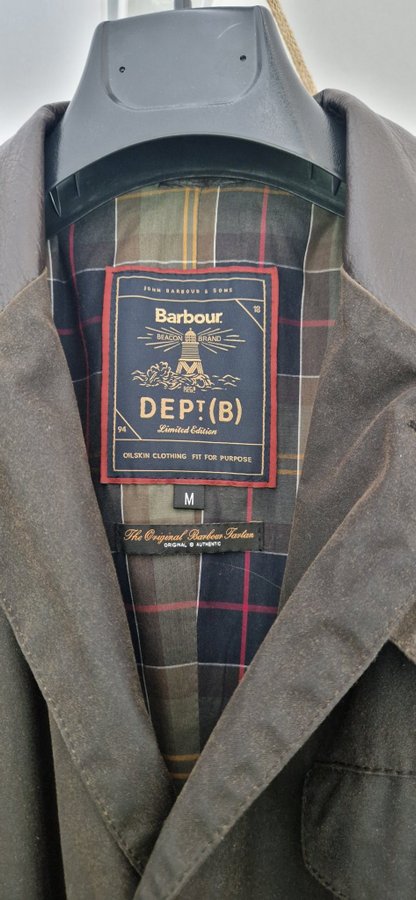 JOHN BARBOUR & SONS
18
Barbour
BEACON BRAND
REGD
DEPT(B)
94
Limited Edition
OILSKIN CLOTHING FIT FOR PURPOSE
M
The Original Barbour Tartan
ORIGINAL & AUTHENTIC